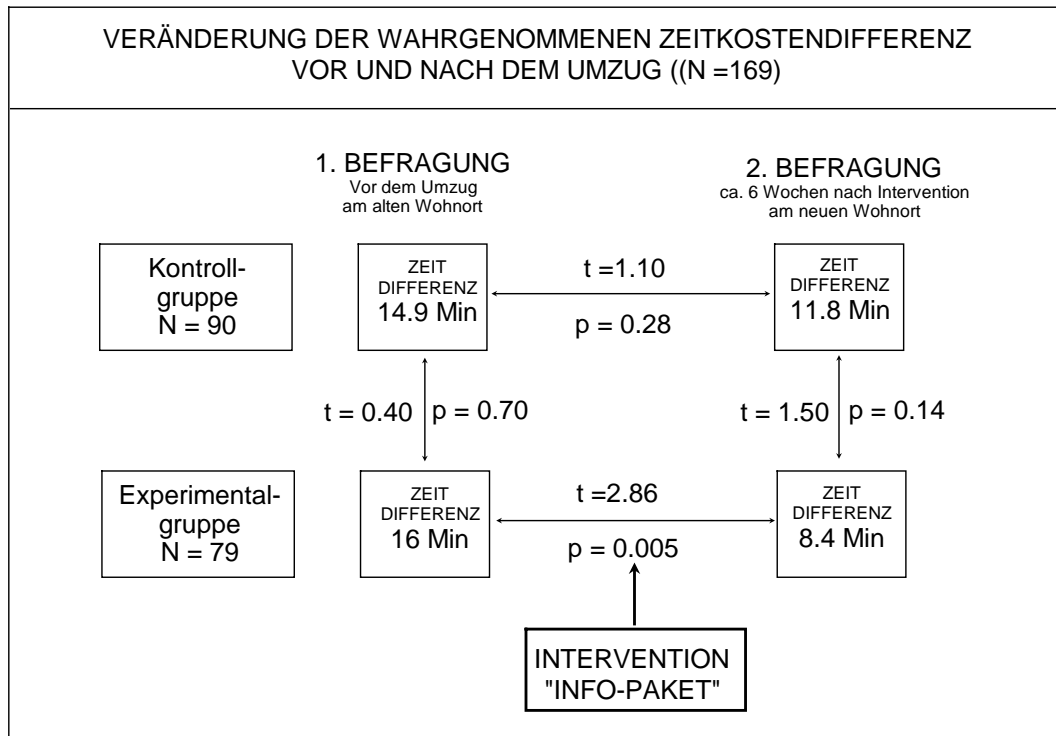 VERÄNDERUNG DER WAHRGENOMMENEN ZEITKOSTENDIFFERENZ
VOR UND NACH DEM UMZUG ((N =169)
1. BEFRAGUNG
Vor dem Umzug
am alten Wohnort
2. BEFRAGUNG
ca. 6 Wochen nach Intervention
am neuen Wohnort
Kontroll-
gruppe
N = 90
ZEIT
DIFFERENZ
14.9 Min
t =1.10
p = 0.28
ZEIT
DIFFERENZ
11.8 Min
t = 0.40
p = 0.70
t = 1.50
p = 0.14
Experimental-
gruppe
N = 79
ZEIT
DIFFERENZ
16 Min
t =2.86
p = 0.005
ZEIT
DIFFERENZ
8.4 Min
INTERVENTION
"INFO-PAKET"